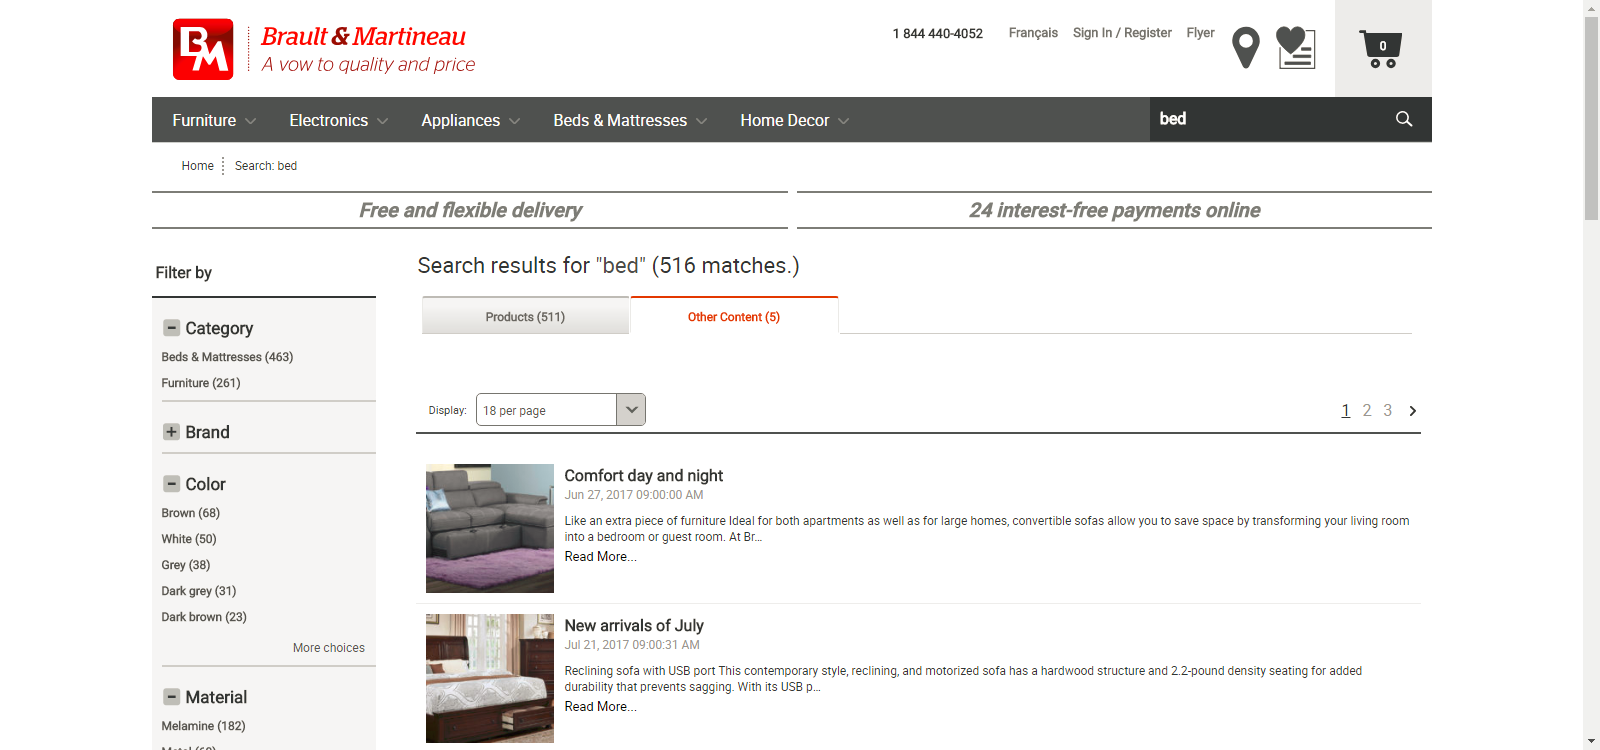 BM
Brault & Martineau
A vow to quality and price
1 844 440-4052
Français
Sign In / Register
Flyer
0
Furniture
Electronics
Appliances
Beds & Mattresses
Home Decor
bed
Home
Search: bed
Free and flexible delivery
24 interest-free payments online
Filter by
Category
Beds & Mattresses (463)
Furniture (261)
Brand
Color
Brown (68)
White (50)
Grey (38)
Dark grey (31)
Dark brown (23)
More choices
Material
Melamine (182)
Search results for "bed" (516 matches.)
Products (511)
Other Content (5)
Display:
18 per page
1 2 3
Comfort day and night
Jun 27, 2017 09:00:00 AM
Like an extra piece of furniture Ideal for both apartments as well as for large homes, convertible sofas allow you to save space by transforming your living room
into a bedroom or guest room. At Br...
Read More...
New arrivals of July
Jul 21, 2017 09:00:31 AM
Reclining sofa with USB port This contemporary style, reclining, and motorized sofa has a hardwood structure and 2.2-pound density seating for added
durability that prevents sagging. With its USB p...
Read More...